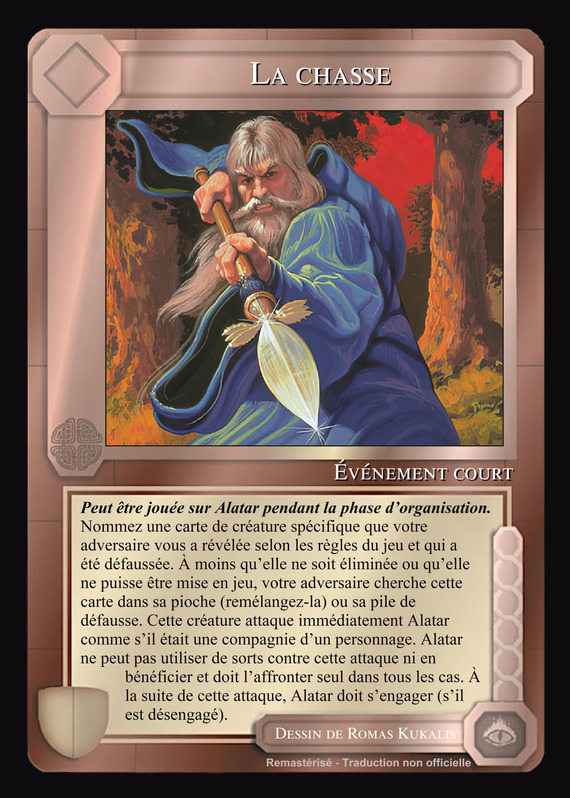 La chasse
Événement court
Peut être jouée sur Alatar pendant la phase d'organisation.
Nommez une carte de créature spécifique que votre
adversaire vous a révélée selon les règles du jeu et qui a
été défaussée. À moins qu'elle ne soit éliminée ou qu'elle
ne puisse être mise en jeu, votre adversaire cherche cette
carte dans sa pioche (remélangez-la) ou sa pile de
défausse. Cette créature attaque immédiatement Alatar
comme s'il était une compagnie d'un personnage. Alatar
ne peut pas utiliser de sorts contre cette attaque ni en
bénéficier et doit l'affronter seul dans tous les cas. À
la suite de cette attaque, Alatar doit s'engager (s'il
est désengagé).
Dessin de Romas Kukalis
Remastérisé - Traduction non officielle